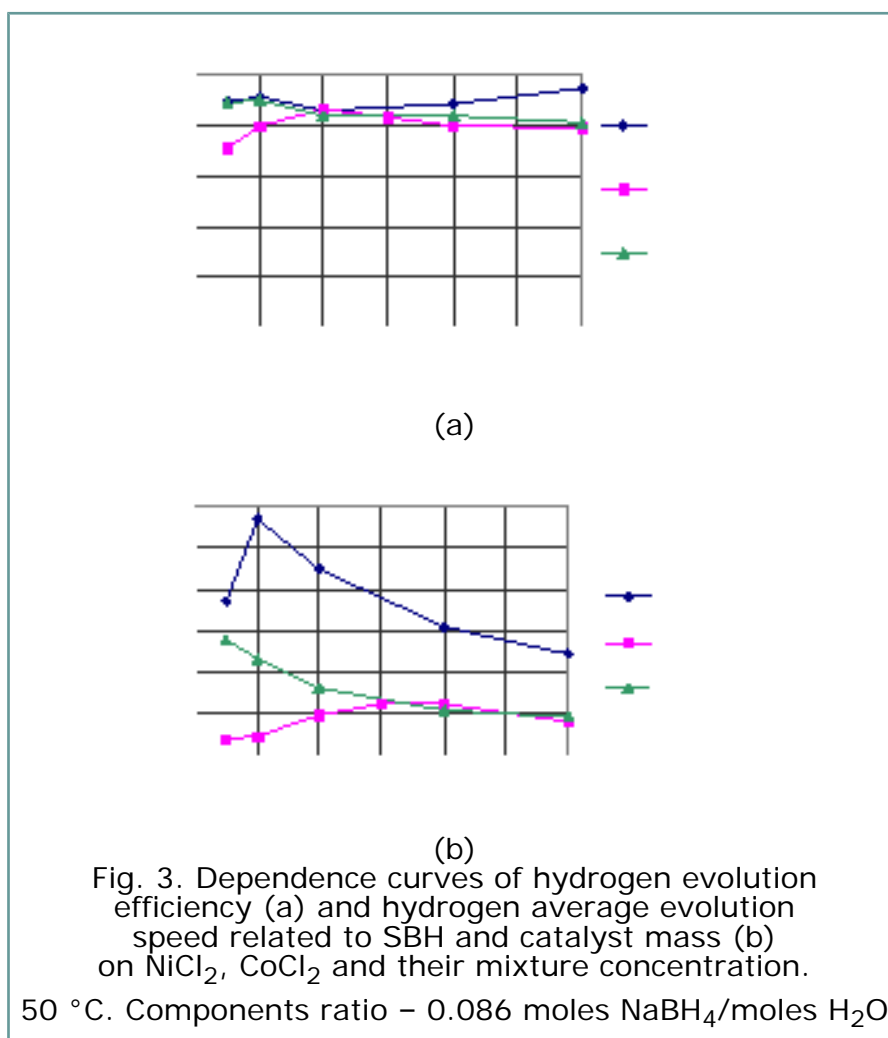 (a)
(b)
Fig. 3. Dependence curves of hydrogen evolution
efficiency (a) and hydrogen average evolution
speed related to SBH and catalyst mass (b)
on NiCl₂, CoCl₂ and their mixture concentration.
50 °C. Components ratio – 0.086 moles NaBH₄/moles H₂O